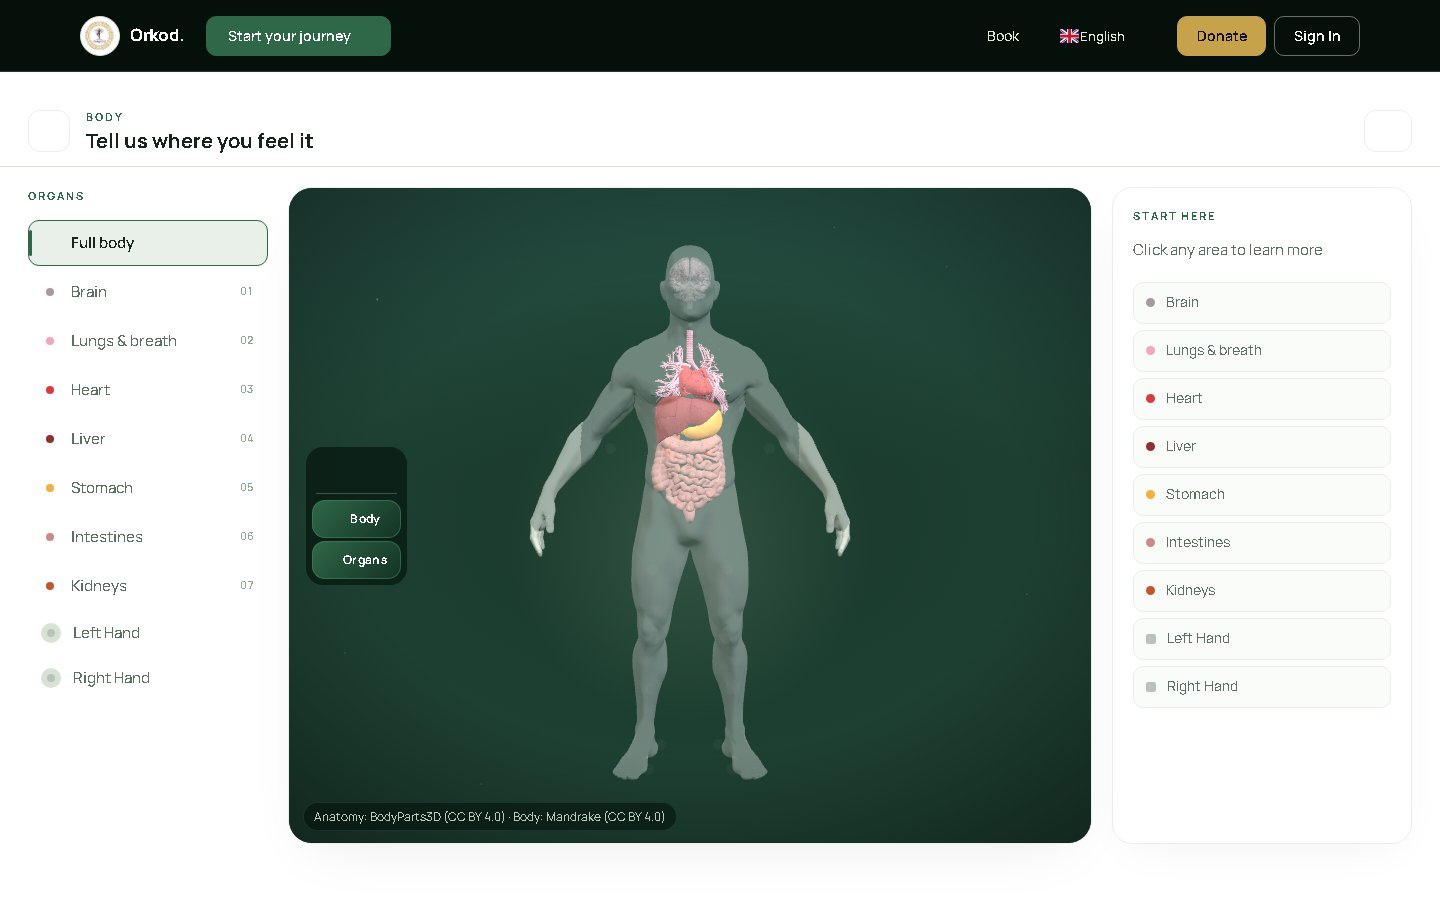 Orkod.
Start your journey
Book
English
Donate
Sign In
BODY
Tell us where you feel it
ORGANS
Full body
Brain 01
Lungs & breath 02
Heart 03
Liver 04
Stomach 05
Intestines 06
Kidneys 07
Left Hand
Right Hand
Body
Organs
Anatomy: BodyParts3D (CC BY 4.0) · Body: Mandrake (CC BY 4.0)
START HERE
Click any area to learn more
Brain
Lungs & breath
Heart
Liver
Stomach
Intestines
Kidneys
Left Hand
Right Hand